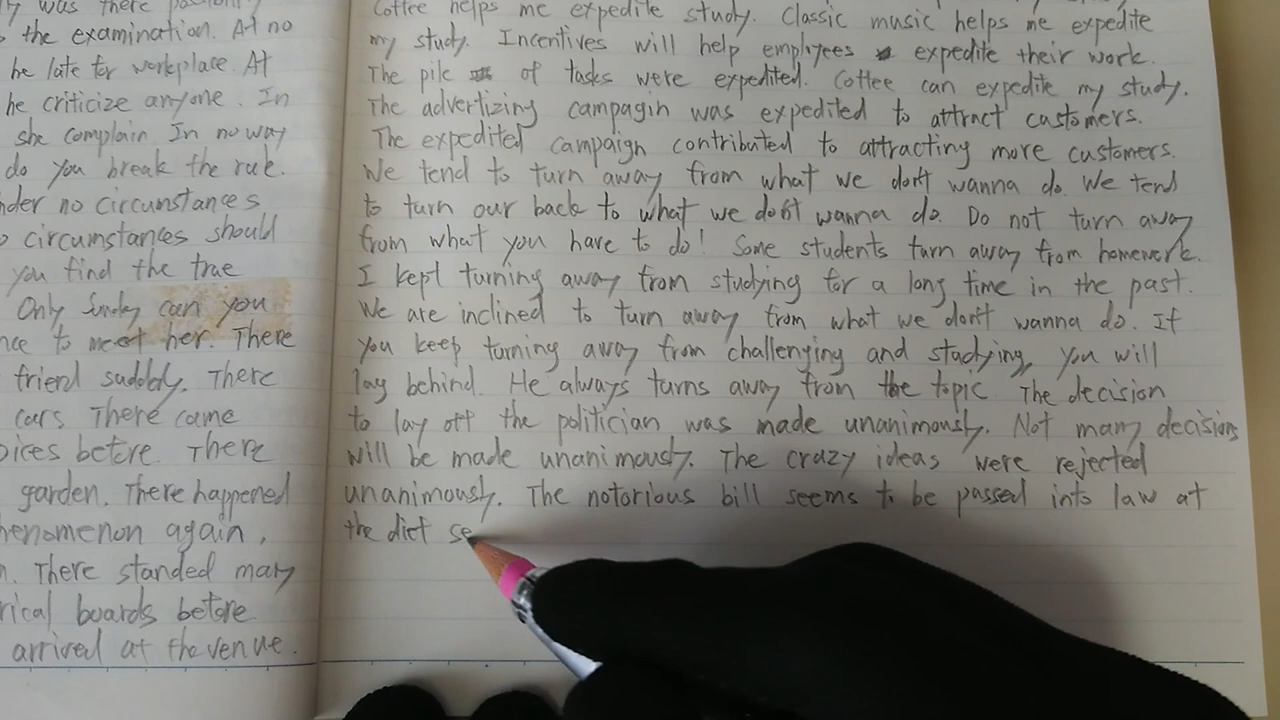 the examination. At no
he late for workplace. At
he criticize anyone. In
she complain. In no way
do you break the rule.
nder no circumstances
circumstances should
you find the true
Only Sunday can you
nce to meet her. There
friend suddbly. There
cars There came
oices before There
garden. There happened
henomenon again,
There standed many
rical boards before
arrived at the venue.
Coffee helps me expedite study. Classic music helps me expedite
my study. Incentives will help employees expedite their work.
The pile of tasks were expedited. Coffee can expedite my study.
The advertizing campagin was expedited to attract customers.
The expedited campaign contributed to attracting more customers.
We tend to turn away from what we don't wanna do. We tend
to turn our back to what we don't wanna do. Do not turn away
from what you have to do! Some students turn away from homework.
I kept turning away from studying for a long time in the past.
We are inclined to turn away from what we don't wanna do. If
you keep turning away from challenging and studying, you will
lag behind. He always turns away from the topic The decision
to lay off the politician was made unanimously. Not many decisions
will be made unanimously. The crazy ideas were rejected
unanimously. The notorious bill seems to be passed into law at
the diet se